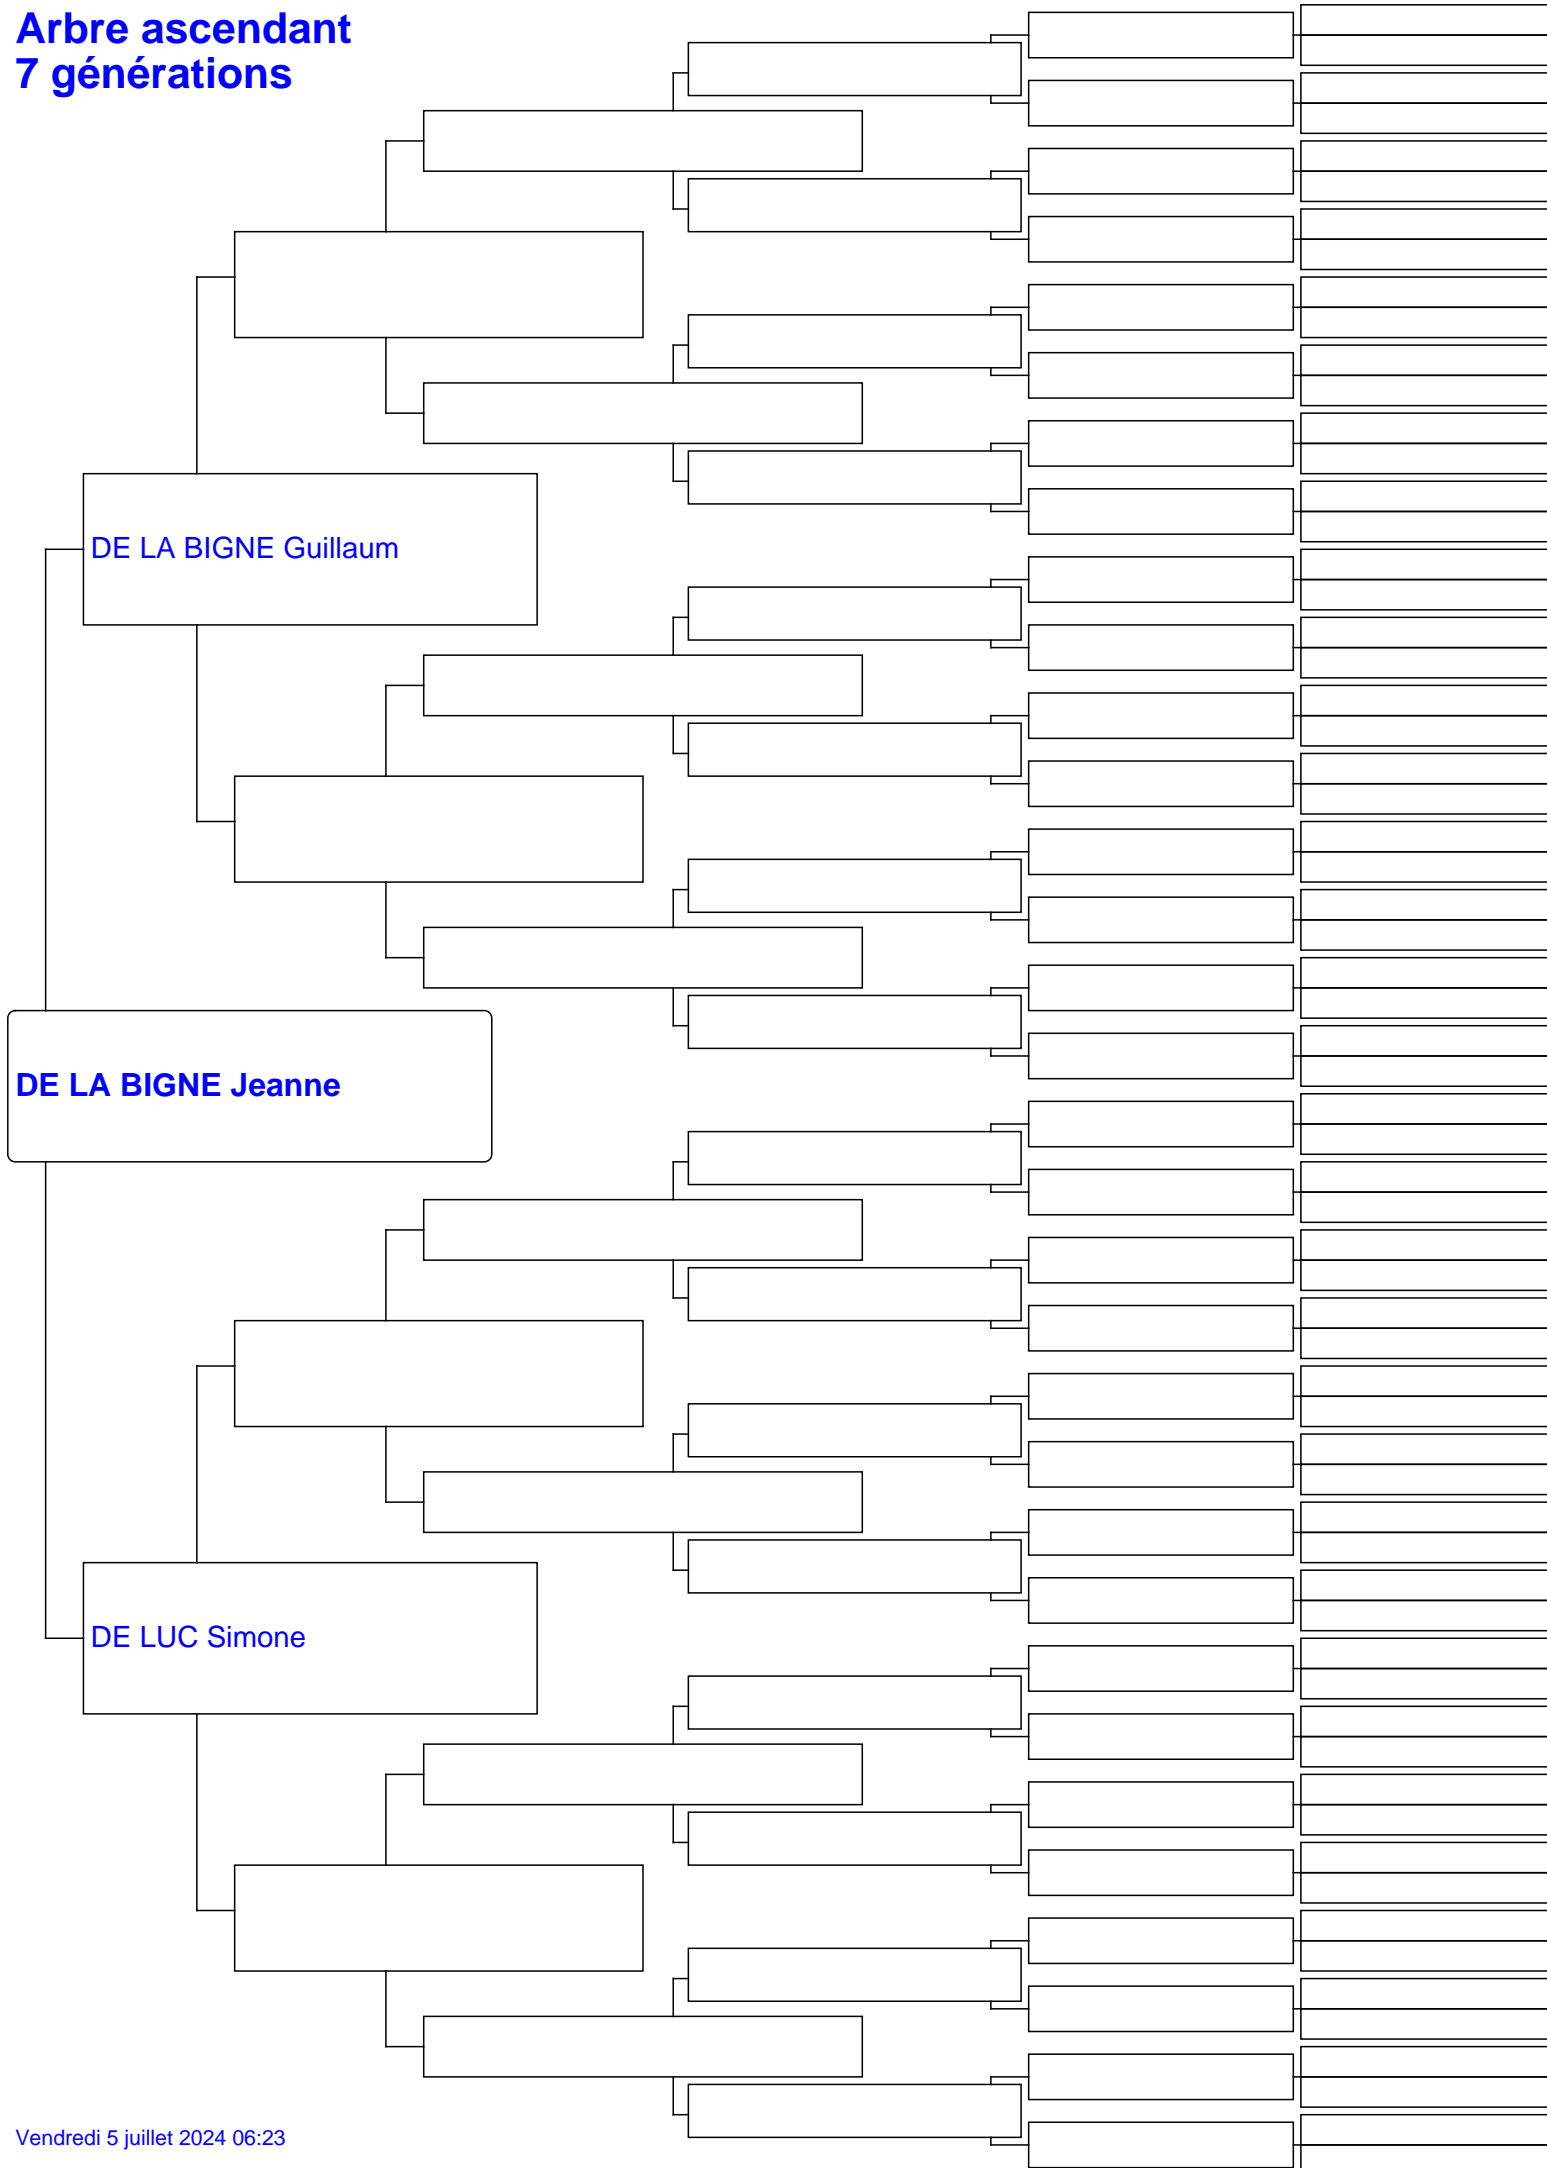 Arbre ascendant
7 générations
DE LA BIGNE Guillaum
DE LA BIGNE Jeanne
DE LUC Simone
Vendredi 5 juillet 2024 06:23